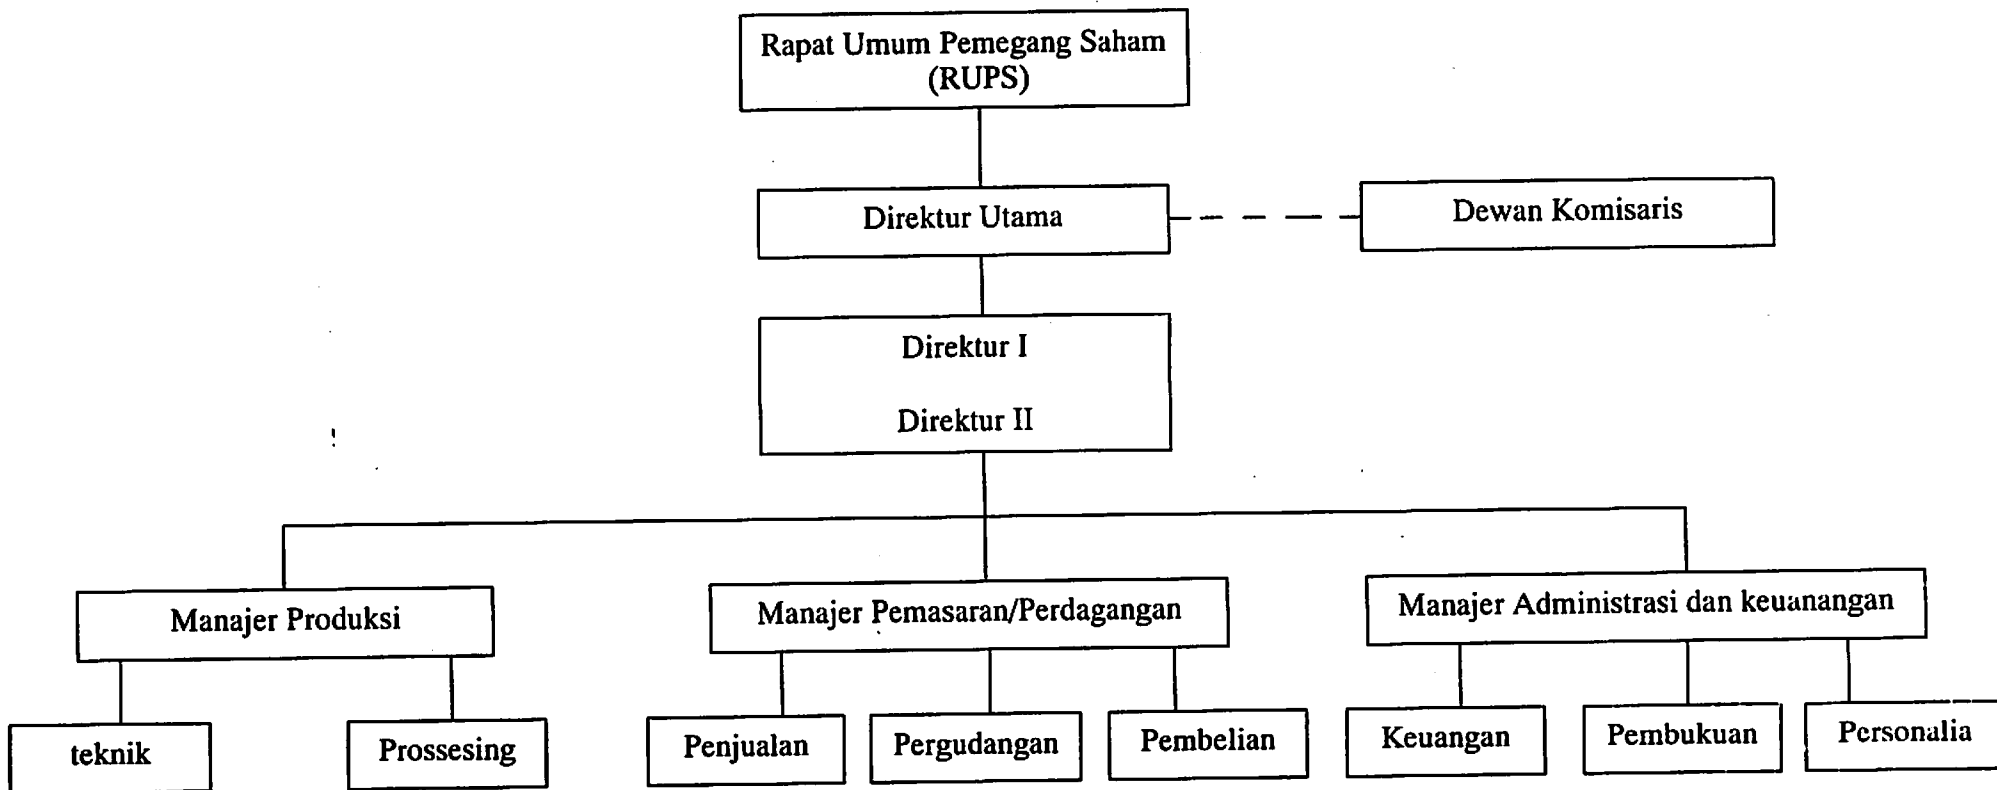 Rapat Umum Pemegang Saham
(RUPS)
Direktur Utama
Dewan Komisaris
Direktur I
Direktur II
Manajer Produksi
Manajer Pemasaran/Perdagangan
Manajer Administrasi dan keuanangan
teknik
Prossesing
Penjualan
Pergudangan
Pembelian
Keuangan
Pembukuan
Personalia